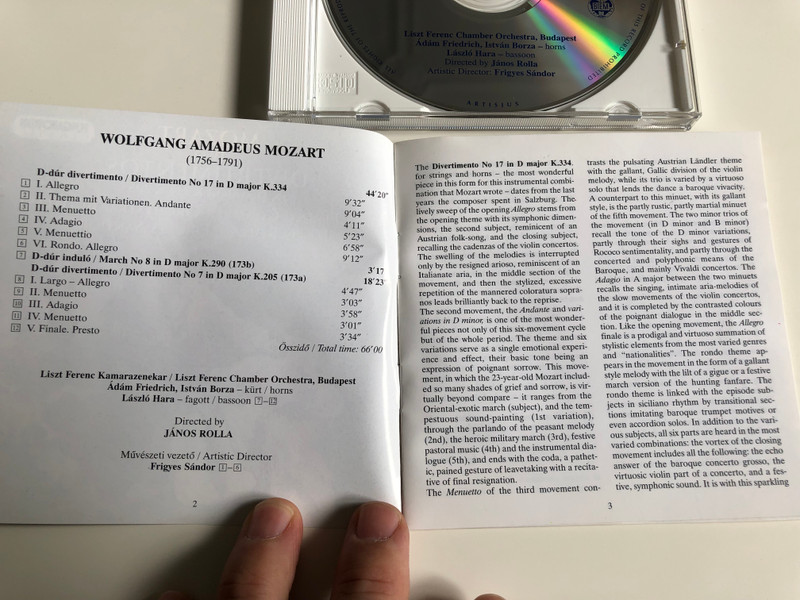 Liszt Ferenc Chamber Orchestra, Budapest
Ádám Friedrich, István Borza – horns
László Hara – bassoon
Directed by János Rolla
Artistic Director: Frigyes Sándor
ARTISJUS
WOLFGANG AMADEUS MOZART
(1756–1791)
D-dúr divertimento / Divertimento No 17 in D major K.334 44'20"
1 I. Allegro 9'32"
2 II. Thema mit Variationen. Andante 9'04"
3 III. Menuetto 4'11"
4 IV. Adagio 5'23"
5 V. Menuettio 6'58"
6 VI. Rondo. Allegro 9'12"
7 D-dúr induló / March No 8 in D major K.290 (173b) 3'17
D-dúr divertimento / Divertimento No 7 in D major K.205 (173a) 18'23"
8 I. Largo – Allegro 4'47"
9 II. Menuetto 3'03"
10 III. Adagio 3'58"
11 IV. Menuetto 3'01"
12 V. Finale. Presto 3'34"
Összidő / Total time: 66'00
Liszt Ferenc Kamarazenekar / Liszt Ferenc Chamber Orchestra, Budapest
Ádám Friedrich, István Borza – kürt / horns
László Hara – fagott / bassoon 7–12
Directed by
JÁNOS ROLLA
Művészeti vezető / Artistic Director
Frigyes Sándor 1–6
2
The Divertimento No 17 in D major K.334.
for strings and horns – the most wonderful
piece in this form for this instrumental combi-
nation that Mozart wrote – dates from the last
years the composer spent in Salzburg. The
lively sweep of the opening Allegro stems from
the opening theme with its symphonic dimen-
sions, the second subject, reminiscent of an
Austrian folk-song, and the closing subject,
recalling the cadenzas of the violin concertos.
The swelling of the melodies is interrupted
only by the resigned arioso, reminiscent of an
Italianate aria, in the middle section of the
movement, and then the stylized, excessive
repetition of the mannered coloratura sopra-
nos leads brilliantly back to the reprise.
The second movement, the Andante and vari-
ations in D minor, is one of the most wonder-
ful pieces not only of this six-movement cycle
but of the whole period. The theme and six
variations serve as a single emotional experi-
ence and effect, their basic tone being an
expression of poignant sorrow. This move-
ment, in which the 23-year-old Mozart includ-
ed so many shades of grief and sorrow, is vir-
tually beyond compare – it ranges from the
Oriental-exotic march (subject), and the tem-
pestuous sound-painting (1st variation),
through the parlando of the peasant melody
(2nd), the heroic military march (3rd), festive
pastoral music (4th) and the instrumental dia-
logue (5th), and ends with the coda, a pathet-
ic, pained gesture of leavetaking with a recita-
tive of final resignation.
The Menuetto of the third movement con-
trasts the pulsating Austrian Ländler theme
with the gallant, Gallic division of the violin
melody, while its trio is varied by a virtuoso
solo that lends the dance a baroque vivacity.
A counterpart to this minuet, with its gallant
style, is the partly rustic, partly martial minuet
of the fifth movement. The two minor trios of
the movement (in D minor and B minor)
recall the tone of the D minor variations,
partly through their sighs and gestures of
Rococo sentimentality, and partly through the
concerted and polyphonic means of the
Baroque, and mainly Vivaldi concertos. The
Adagio in A major between the two minuets
recalls the singing, intimate aria-melodies of
the slow movements of the violin concertos,
and it is completed by the contrasted colours
of the poignant dialogue in the middle sec-
tion. Like the opening movement, the Allegro
finale is a prodigal and virtuosic summation of
stylistic elements from the most varied genres
and "nationalities". The rondo theme ap-
pears in the movement in the form of a gallant
style melody with the lilt of a gigue or a festive
march version of the hunting fanfare. The
rondo theme is linked with the episode sub-
jects in siciliano rhythm by transitional sec-
tions imitating baroque trumpet motives or
even accordion solos. In addition to the vari-
ous subjects, all six parts are heard in the most
varied combinations: the vortex of the closing
movement includes all the following: the echo
answer of the baroque concerto grosso, the
virtuosic violin part of a concerto, and a fes-
tive, symphonic sound. It is with this sparkling
3